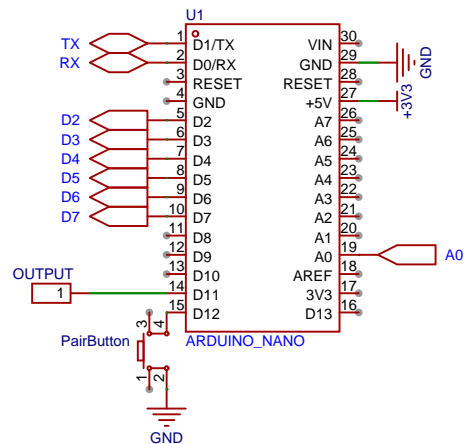 U1
TX 1 D1/TX VIN 30
RX 2 D0/RX GND 29 GND
3 RESET RESET 28
4 GND +5V 27 +3V3
D2 5 D2 A7 26
D3 6 D3 A6 25
D4 7 D4 A5 24
D5 8 D5 A4 23
D6 9 D6 A3 22
D7 10 D7 A2 21
11 D8 A1 20
12 D9 A0 19 A0
13 D10 AREF 18
OUTPUT
1 14 D11 3V3 17
15 D12 D13 16
3 4
PairButton
ARDUINO_NANO
1 2
GND